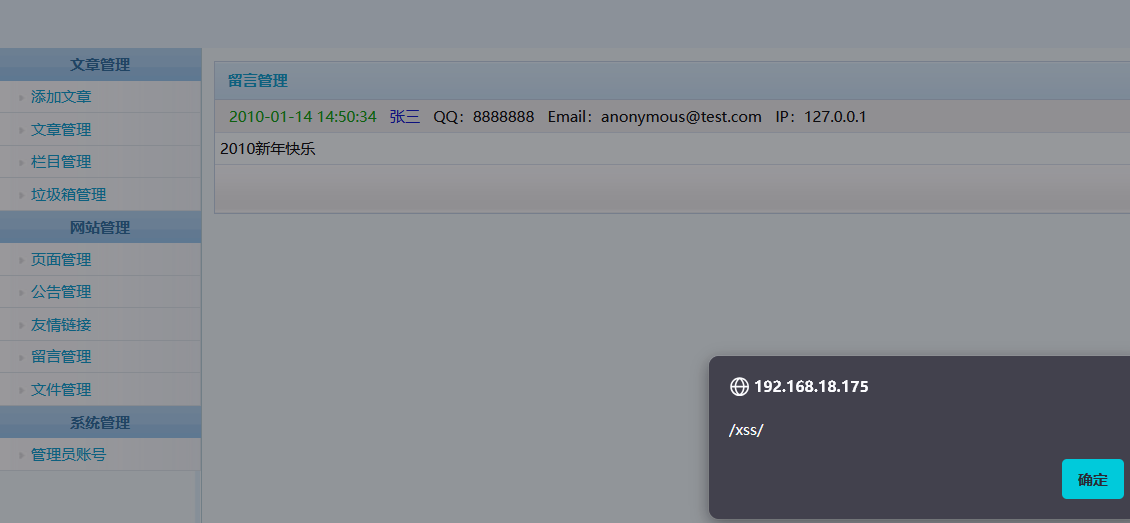 文章管理
添加文章
文章管理
栏目管理
垃圾箱管理
网站管理
页面管理
公告管理
友情链接
留言管理
文件管理
系统管理
管理员账号
留言管理
2010-01-14 14:50:34 张三 QQ：8888888 Email：anonymous@test.com IP：127.0.0.1
2010新年快乐
192.168.18.175
/xss/
确定